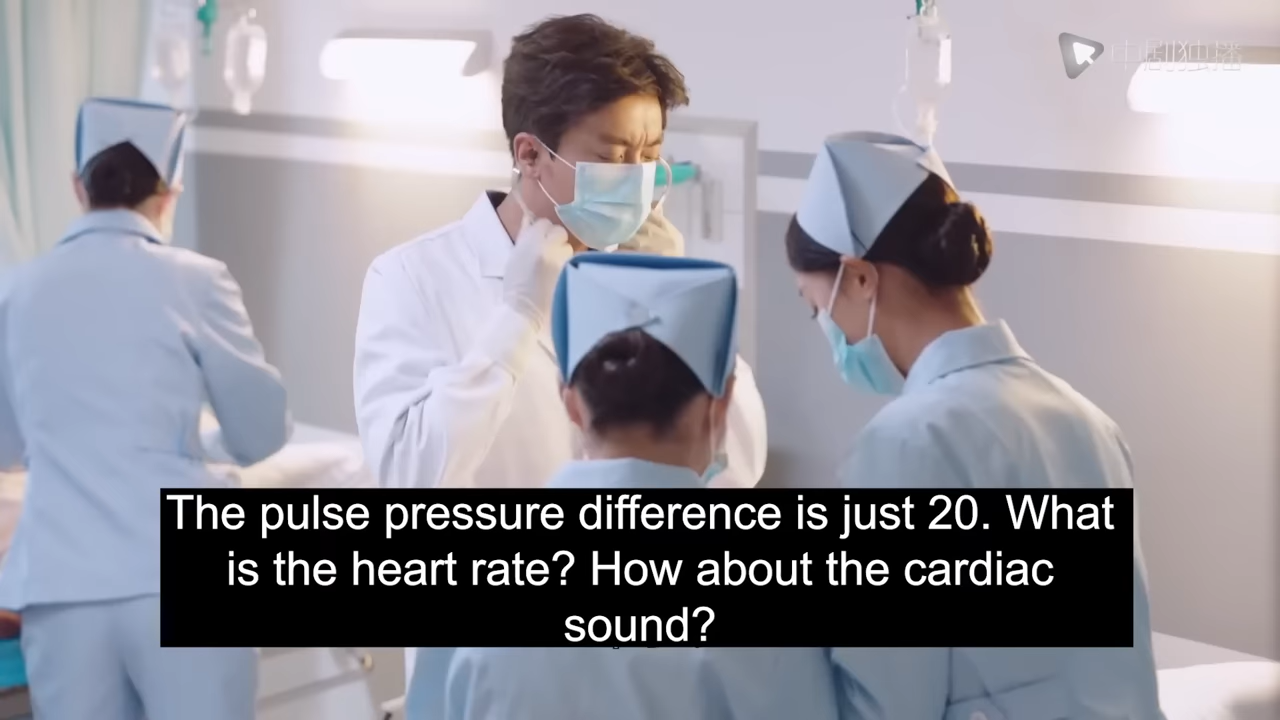 The pulse pressure difference is just 20. What
is the heart rate? How about the cardiac
sound?